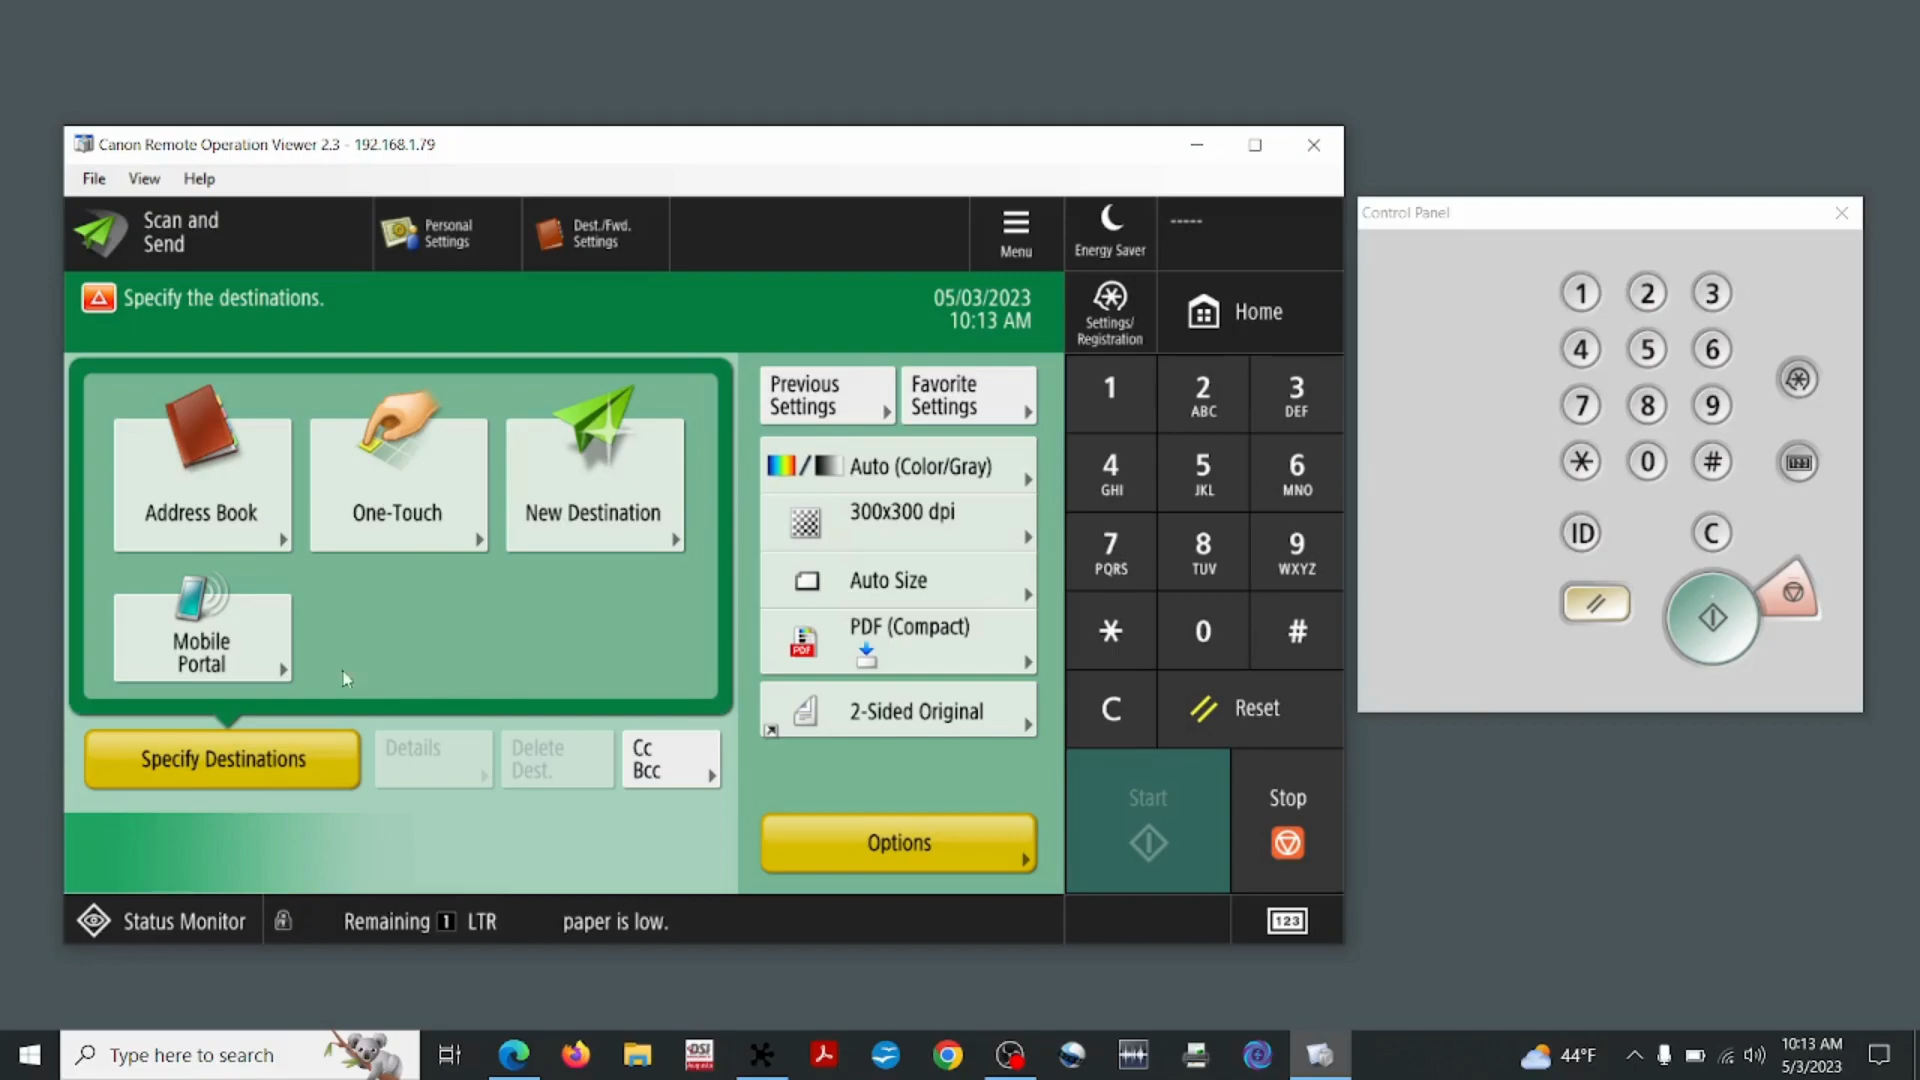 Canon Remote Operation Viewer 2.3 - 192.168.1.79
File View Help
Scan and
Send
Personal
Settings
Dest./Fwd.
Settings
Menu
Energy Saver
-----
Specify the destinations.
05/03/2023
10:13 AM
Settings/
Registration
Home
Address Book
One-Touch
New Destination
Mobile
Portal
Specify Destinations
Details
Delete
Dest.
Cc
Bcc
Previous
Settings
Favorite
Settings
Auto (Color/Gray)
300x300 dpi
Auto Size
PDF
PDF (Compact)
2-Sided Original
Options
1
2
ABC
3
DEF
4
GHI
5
JKL
6
MNO
7
PQRS
8
TUV
9
WXYZ
*
0
#
C
Reset
Start
Stop
Status Monitor
Remaining 1 LTR paper is low.
123
Control Panel
1 2 3
4 5 6
7 8 9
* 0 #
ID C
Type here to search
DSI
44°F
10:13 AM
5/3/2023